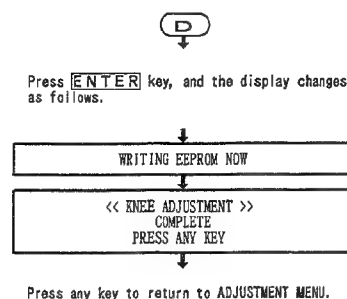 D
Press ENTER key, and the display changes
as follows.
WRITING EEPROM NOW
<< KNEE ADJUSTMENT >>
COMPLETE
PRESS ANY KEY
Press any key to return to ADJUSTMENT MENU.